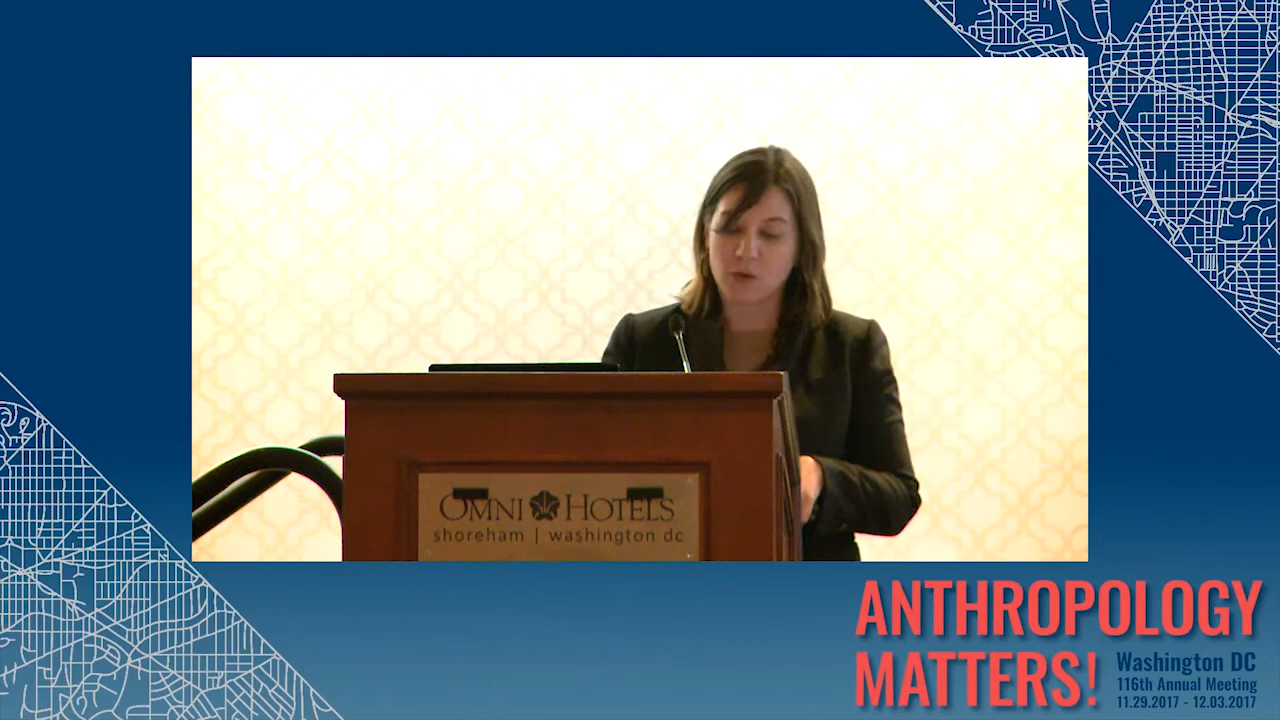 OMNI HOTELS
shoreham | washington dc
ANTHROPOLOGY
MATTERS!
Washington DC
116th Annual Meeting
11.29.2017 - 12.03.2017